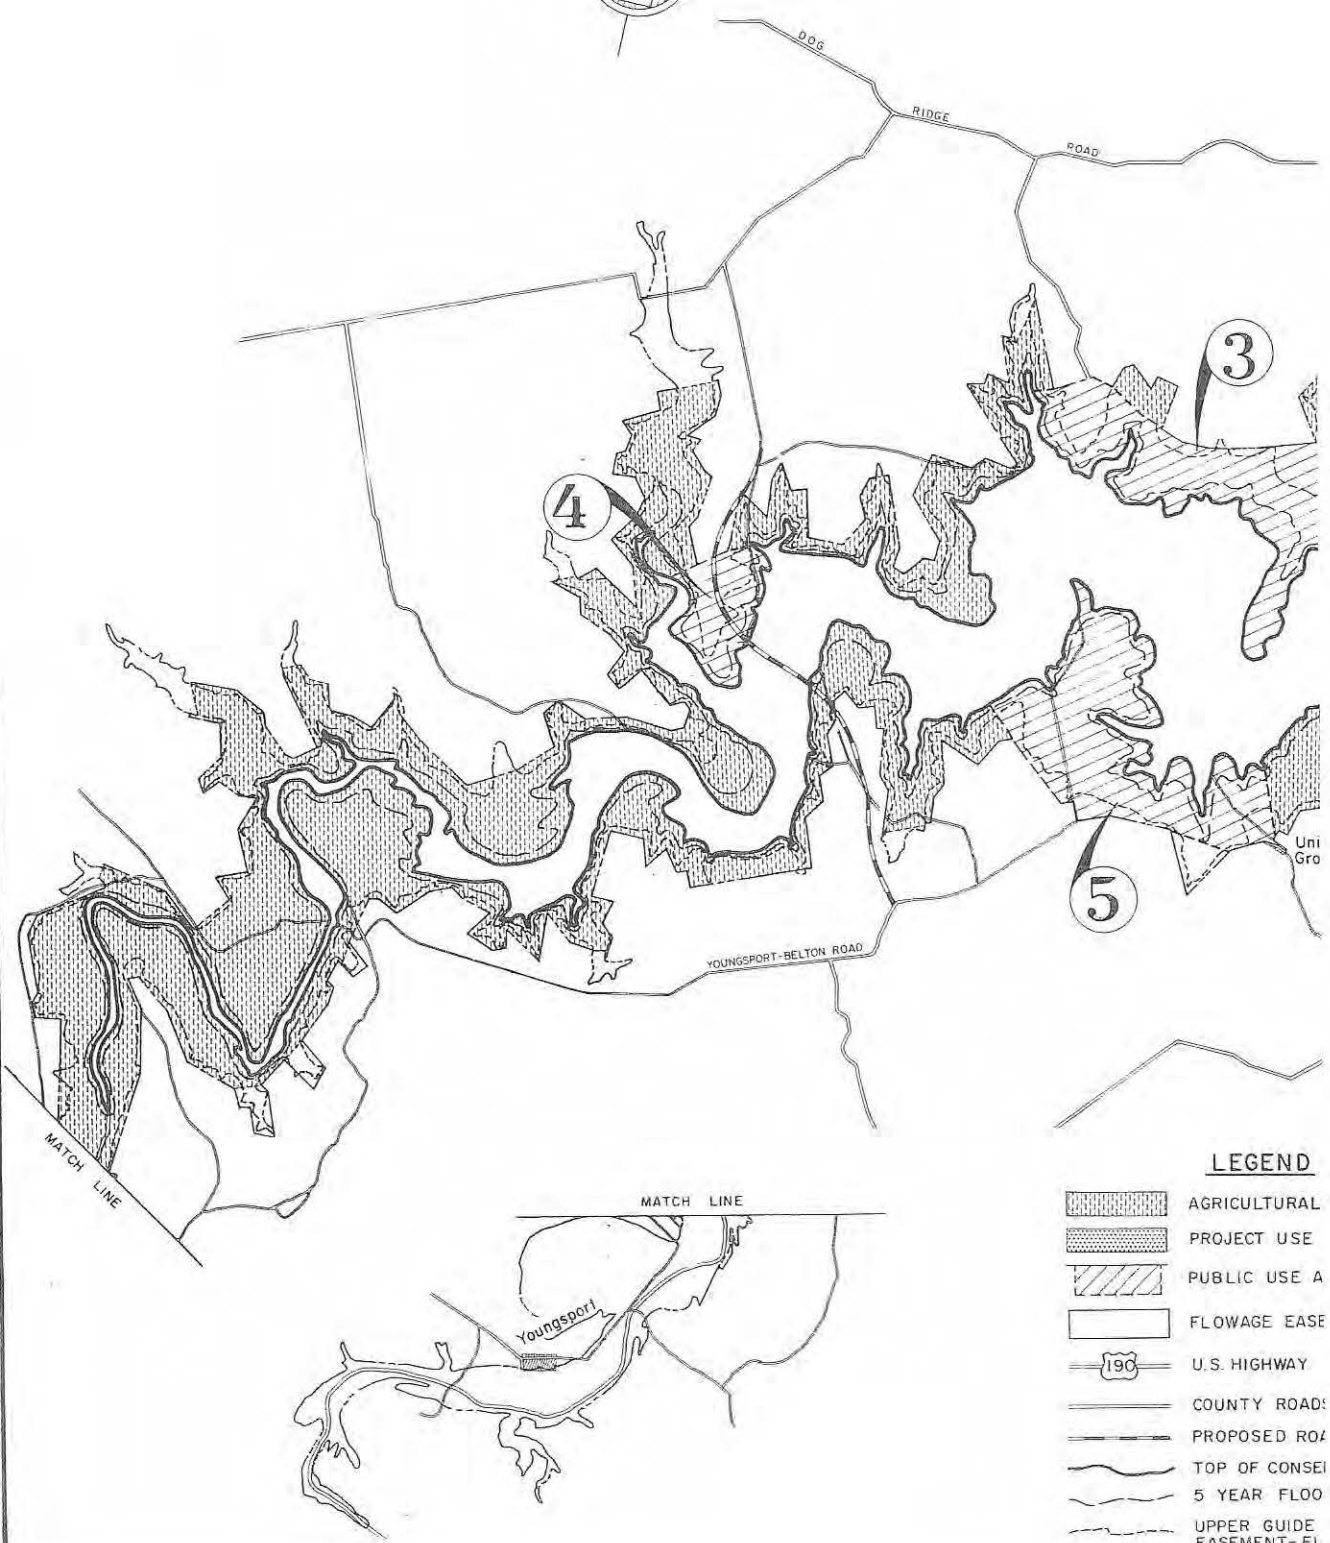 DOG
RIDGE
ROAD
3
4
Uni
Gro
5
YOUNGSPORT-BELTON ROAD
MATCH LINE
LEGEND
MATCH LINE
AGRICULTURAL
PROJECT USE
PUBLIC USE A
Youngsport
FLOWAGE EASE
190 U.S. HIGHWAY
COUNTY ROADS
PROPOSED ROA
TOP OF CONSE
5 YEAR FLOO
UPPER GUIDE
EASEMENT-